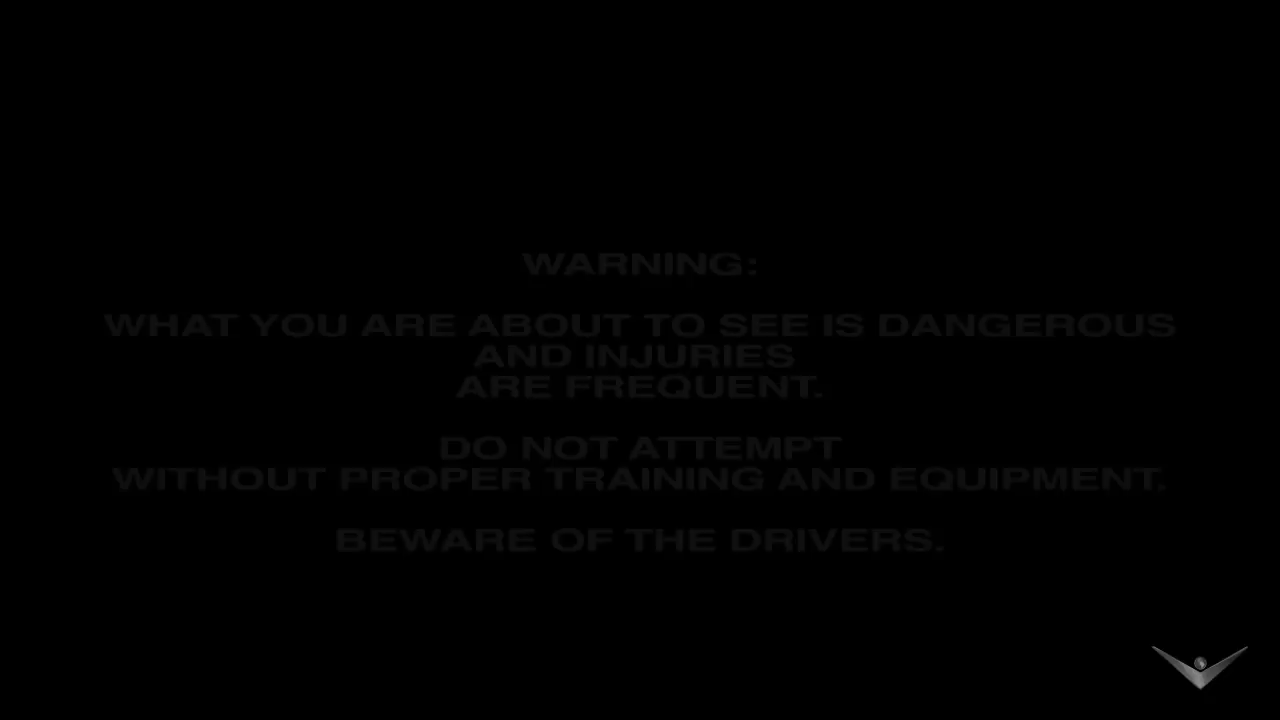 WARNING:
WHAT YOU ARE ABOUT TO SEE IS DANGEROUS
AND INJURIES
ARE FREQUENT.
DO NOT ATTEMPT
WITHOUT PROPER TRAINING AND EQUIPMENT.
BEWARE OF THE DRIVERS.